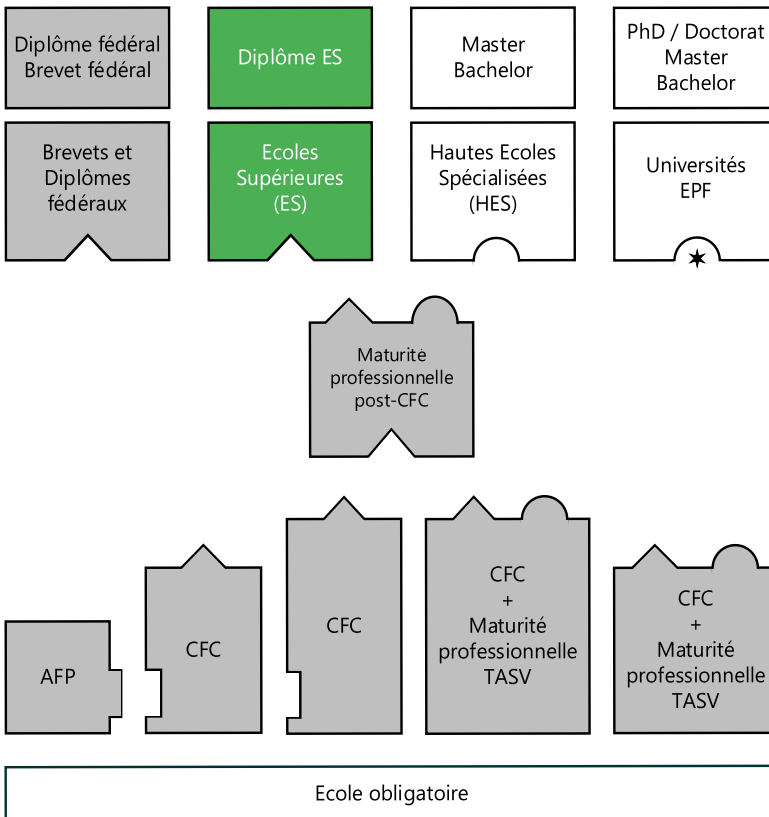 Diplôme fédéral
Brevet fédéral
Diplôme ES
Master
Bachelor
PhD / Doctorat
Master
Bachelor
Brevets et
Diplômes
fédéraux
Ecoles
Supérieures
(ES)
Hautes Ecoles
Spécialisées
(HES)
Universités
EPF
Maturité
professionnelle
post-CFC
AFP
CFC
CFC
CFC
+
Maturité
professionnelle
TASV
CFC
+
Maturité
professionnelle
TASV
Ecole obligatoire